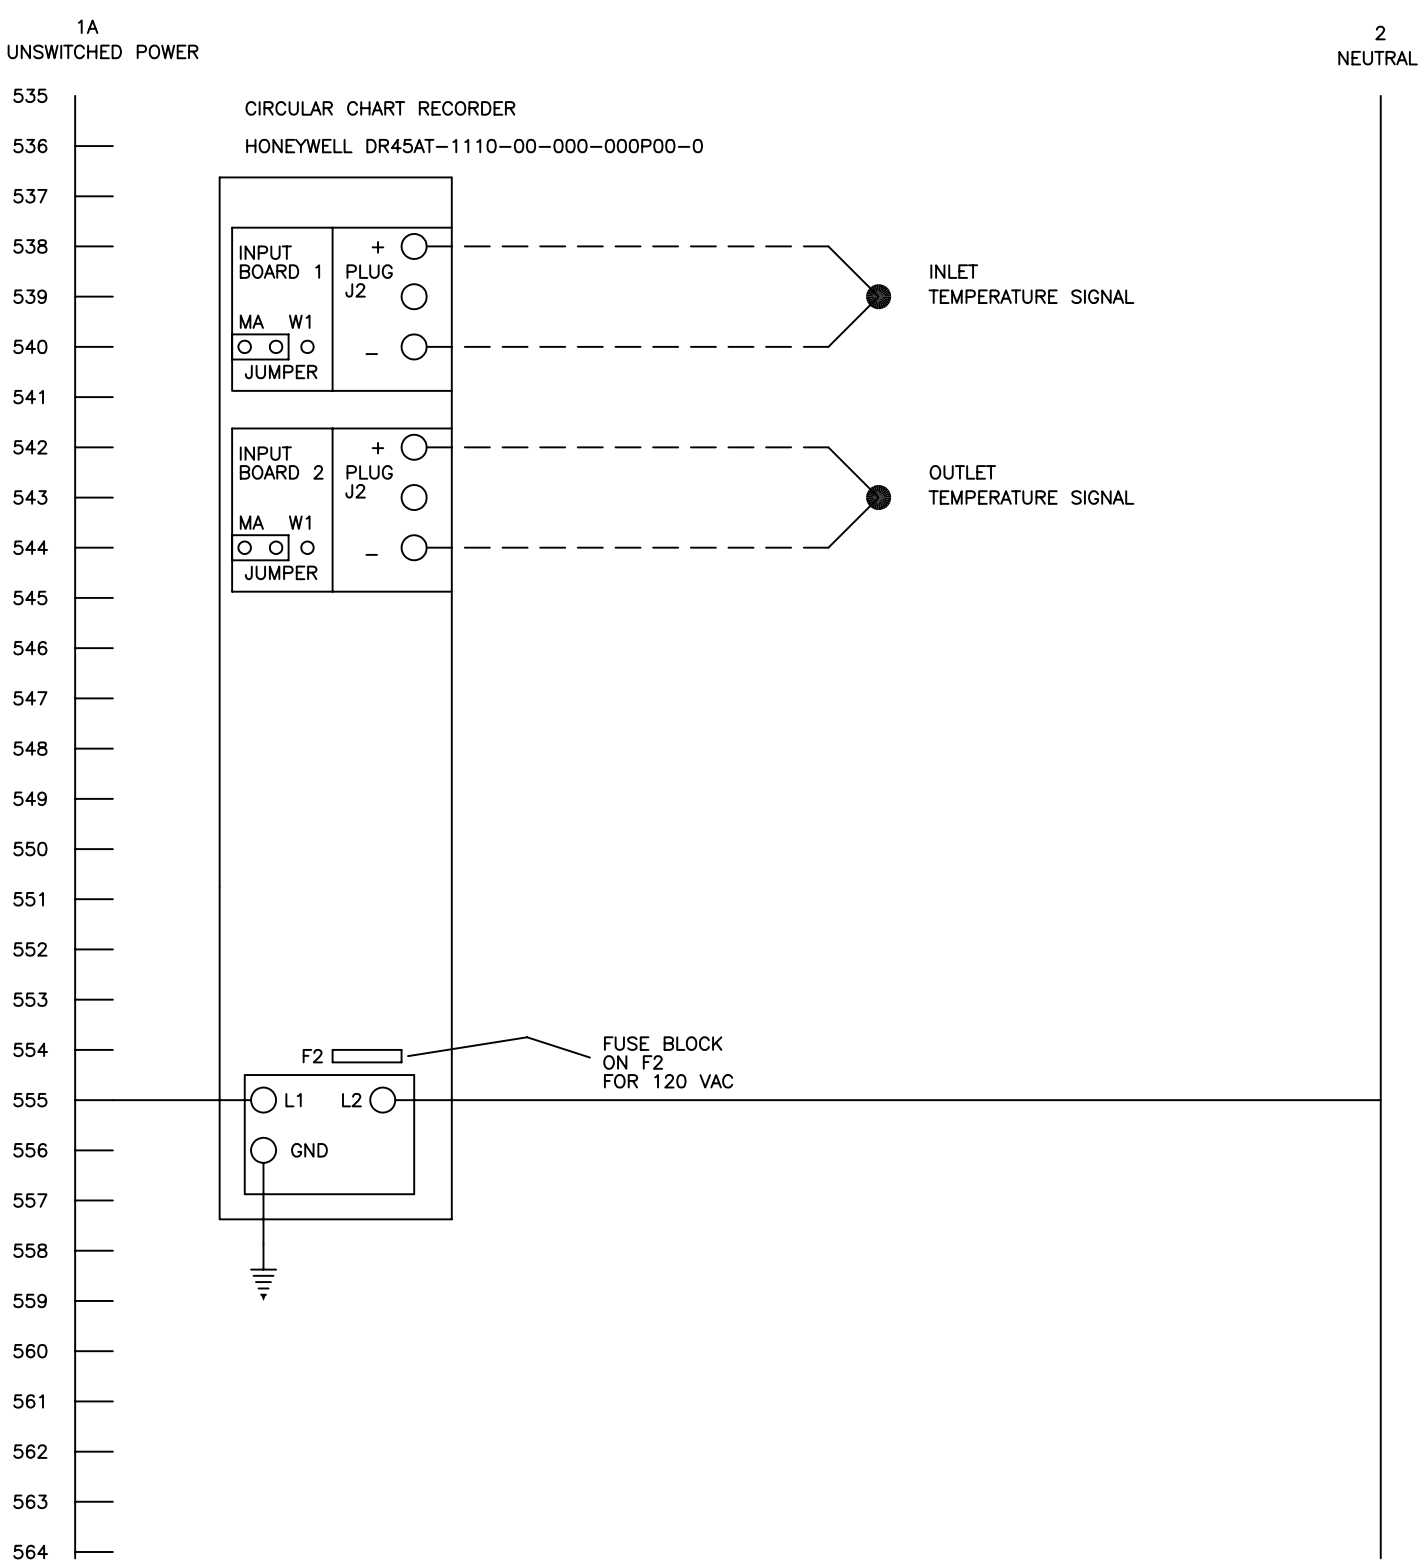 1A
UNSWITCHED POWER
2
NEUTRAL
535
CIRCULAR CHART RECORDER
536
HONEYWELL DR45AT-1110-00-000-000P00-0
537
538
INPUT
BOARD 1
+
PLUG
J2
INLET
TEMPERATURE SIGNAL
539
MA W1
540
–
JUMPER
541
542
INPUT
BOARD 2
+
PLUG
J2
OUTLET
TEMPERATURE SIGNAL
543
MA W1
544
–
JUMPER
545
546
547
548
549
550
551
552
553
554
F2
FUSE BLOCK
ON F2
FOR 120 VAC
555
L1 L2
556
GND
557
558
559
560
561
562
563
564